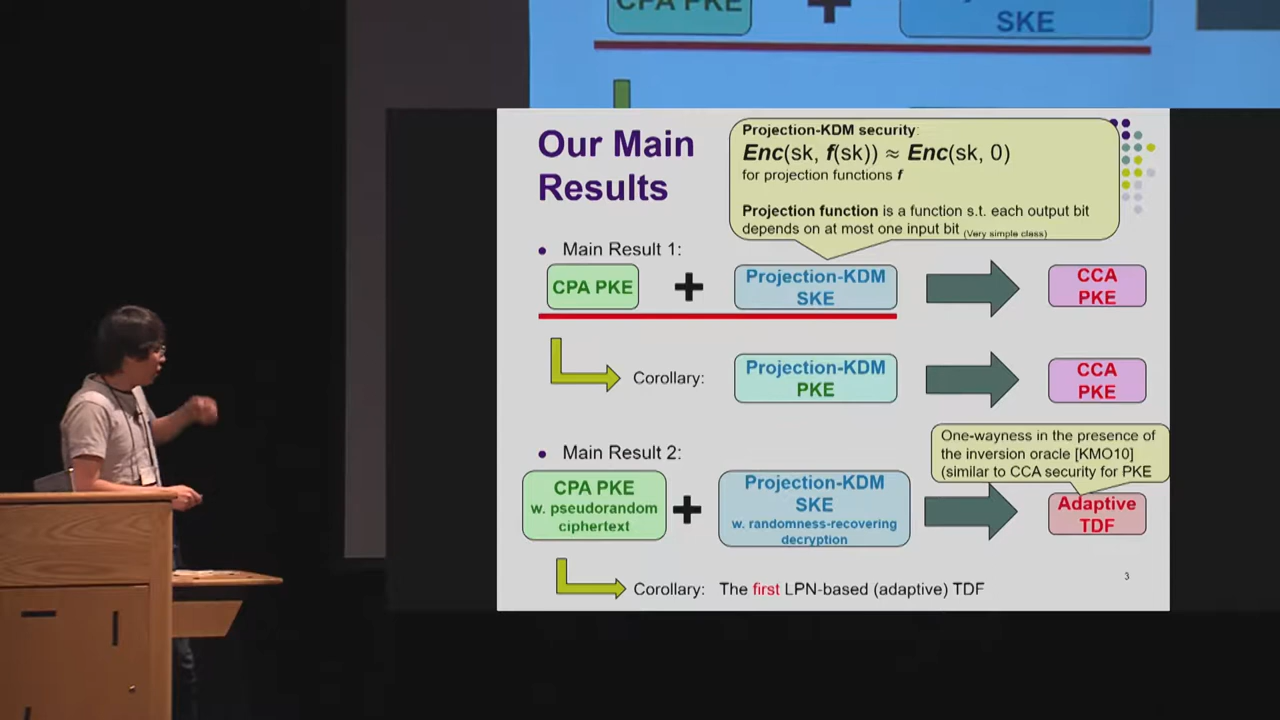 CPA PKE
SKE
Our Main
Results
Projection-KDM security:
Enc(sk, f(sk)) ≈ Enc(sk, 0)
for projection functions f
Projection function is a function s.t. each output bit
depends on at most one input bit (Very simple class)
• Main Result 1:
CPA PKE
+
Projection-KDM
SKE
CCA
PKE
Corollary:
Projection-KDM
PKE
CCA
PKE
One-wayness in the presence of
the inversion oracle [KMO10]
(similar to CCA security for PKE
• Main Result 2:
CPA PKE
w. pseudorandom
ciphertext
+
Projection-KDM
SKE
w. randomness-recovering
decryption
Adaptive
TDF
Corollary: The first LPN-based (adaptive) TDF
3